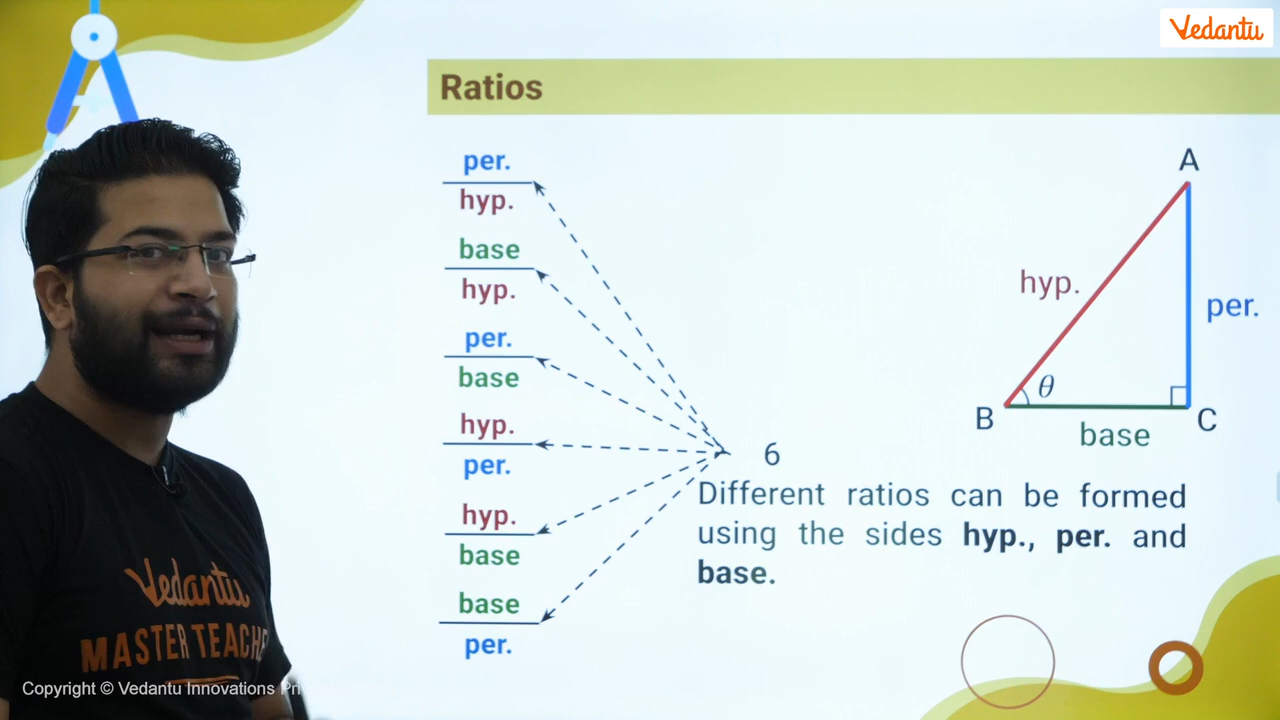 Vedantu
Ratios
per.
hyp.
base
hyp.
per.
base
hyp.
per.
hyp.
base
base
per.
6
Different ratios can be formed
using the sides hyp., per. and
base.
A
hyp.
per.
θ
B
C
base
Vedantu
MASTER TEACHE
Copyright © Vedantu Innovations Pri